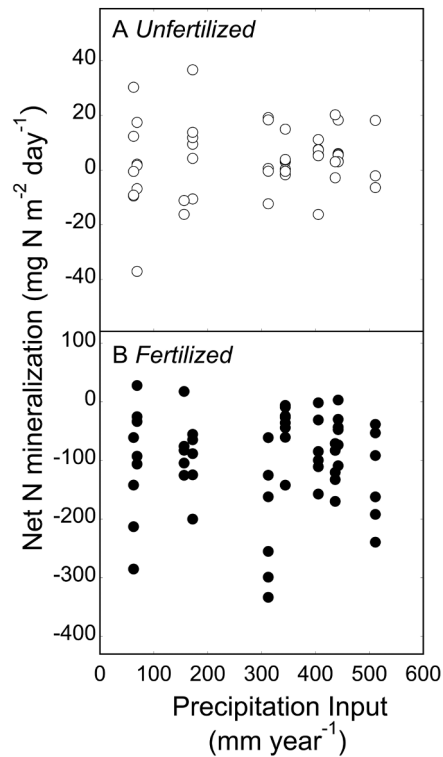 A Unfertilized
40
20
0
-20
-40
Net N mineralization (mg N m⁻² day⁻¹)
B Fertilized
100
0
-100
-200
-300
-400
0 100 200 300 400 500 600
Precipitation Input
(mm year⁻¹)